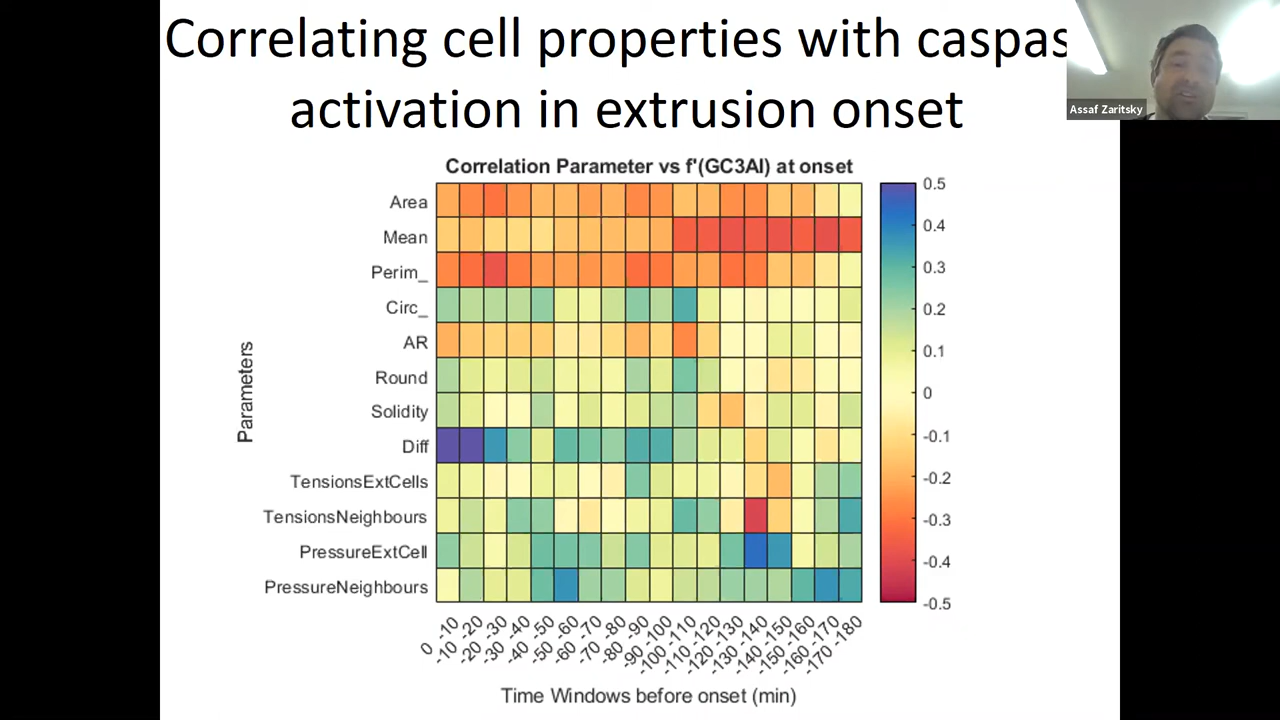 Correlating cell properties with caspas
activation in extrusion onset
Assaf Zaritsky
Correlation Parameter vs f'(GC3AI) at onset
Parameters
Area
Mean
Perim_
Circ_
AR
Round
Solidity
Diff
TensionsExtCells
TensionsNeighbours
PressureExtCell
PressureNeighbours
0.5
0.4
0.3
0.2
0.1
0
-0.1
-0.2
-0.3
-0.4
-0.5
0 -10
-10 -20
-20 -30
-30 -40
-40 -50
-50 -60
-60 -70
-70 -80
-80 -90
-90 -100
-100 -110
-110 -120
-120 -130
-130 -140
-140 -150
-150 -160
-160 -170
-170 -180
Time Windows before onset (min)